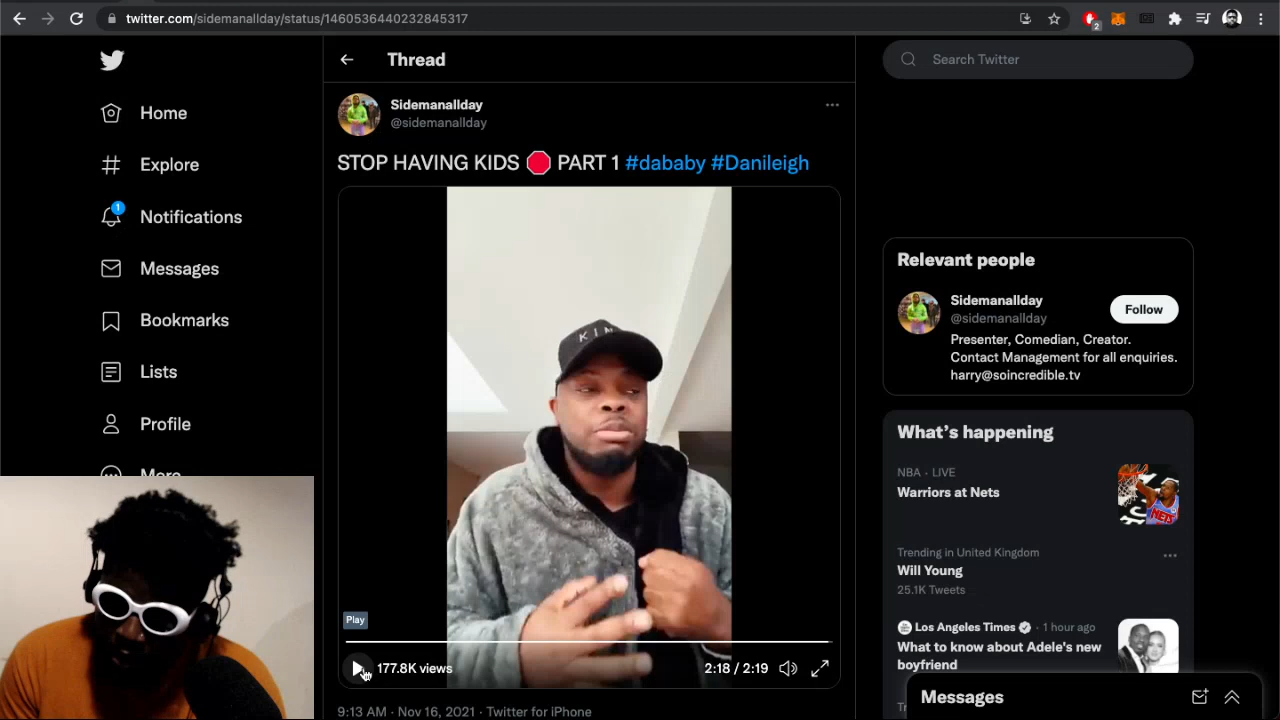 twitter.com/sidemanallday/status/1460536440232845317
2
Home
Explore
1
Notifications
Messages
Bookmarks
Lists
Profile
More
Thread
Sidemanallday
@sidemanallday
STOP HAVING KIDS 🛑 PART 1 #dababy #Danileigh
KIN
Play
177.8K views
2:18 / 2:19
9:13 AM · Nov 16, 2021 · Twitter for iPhone
Search Twitter
Relevant people
Sidemanallday
@sidemanallday
Follow
Presenter, Comedian, Creator.
Contact Management for all enquiries.
harry@soincredible.tv
What's happening
NBA · LIVE
Warriors at Nets
Trending in United Kingdom
Will Young
25.1K Tweets
Los Angeles Times · 1 hour ago
What to know about Adele's new
boyfriend
Messages